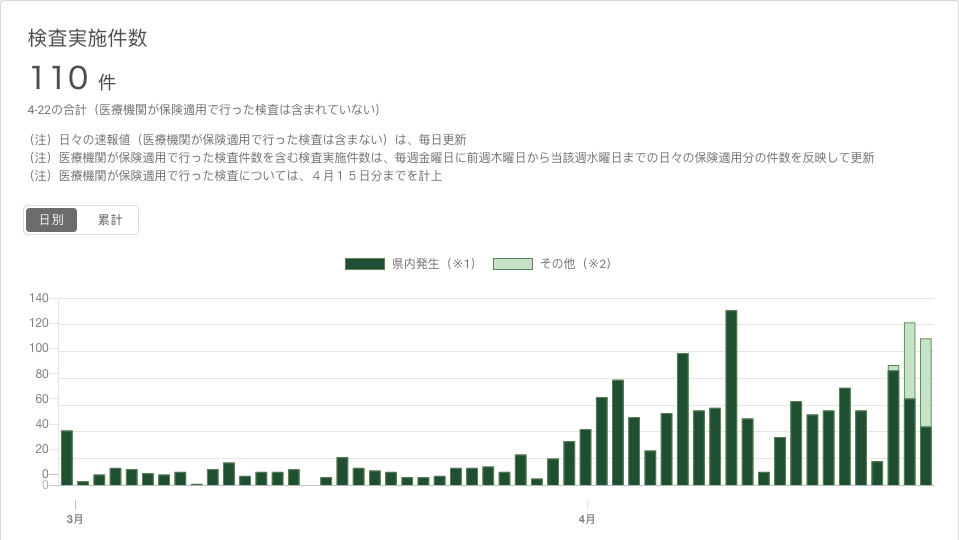 検査実施件数
110 件
4-22の合計（医療機関が保険適用で行った検査は含まれていない）
（注）日々の速報値（医療機関が保険適用で行った検査は含まない）は、毎日更新
（注）医療機関が保険適用で行った検査件数を含む検査実施件数は、毎週金曜日に前週木曜日から当該週水曜日までの日々の保険適用分の件数を反映して更新
（注）医療機関が保険適用で行った検査については、４月１５日分までを計上
日別 累計
県内発生（※1） その他（※2）
140
120
100
80
60
40
20
0
0
3月 4月